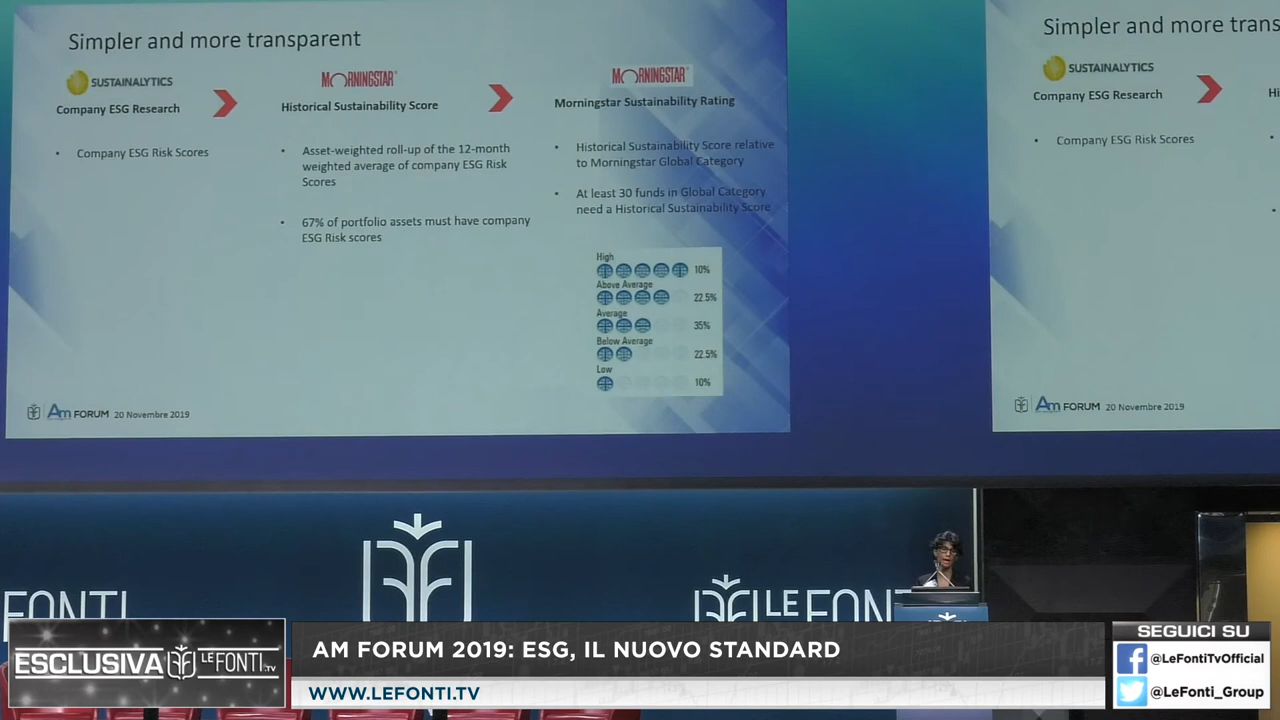 Simpler and more transparent
SUSTAINALYTICS
Company ESG Research
• Company ESG Risk Scores
MORNINGSTAR®
Historical Sustainability Score
• Asset-weighted roll-up of the 12-month
weighted average of company ESG Risk
Scores
• 67% of portfolio assets must have company
ESG Risk scores
MORNINGSTAR®
Morningstar Sustainability Rating
• Historical Sustainability Score relative
to Morningstar Global Category
• At least 30 funds in Global Category
need a Historical Sustainability Score
High
10%
Above Average
22.5%
Average
35%
Below Average
22.5%
Low
10%
Am FORUM 20 Novembre 2019
Simpler and more trans
SUSTAINALYTICS
Company ESG Research
• Company ESG Risk Scores
Hi
•
•
Am FORUM 20 Novembre 2019
FONTI
LE FONT
ESCLUSIVA LE FONTI.TV
AM FORUM 2019: ESG, IL NUOVO STANDARD
WWW.LEFONTI.TV
SEGUICI SU
@LeFontiTvOfficial
@LeFonti_Group